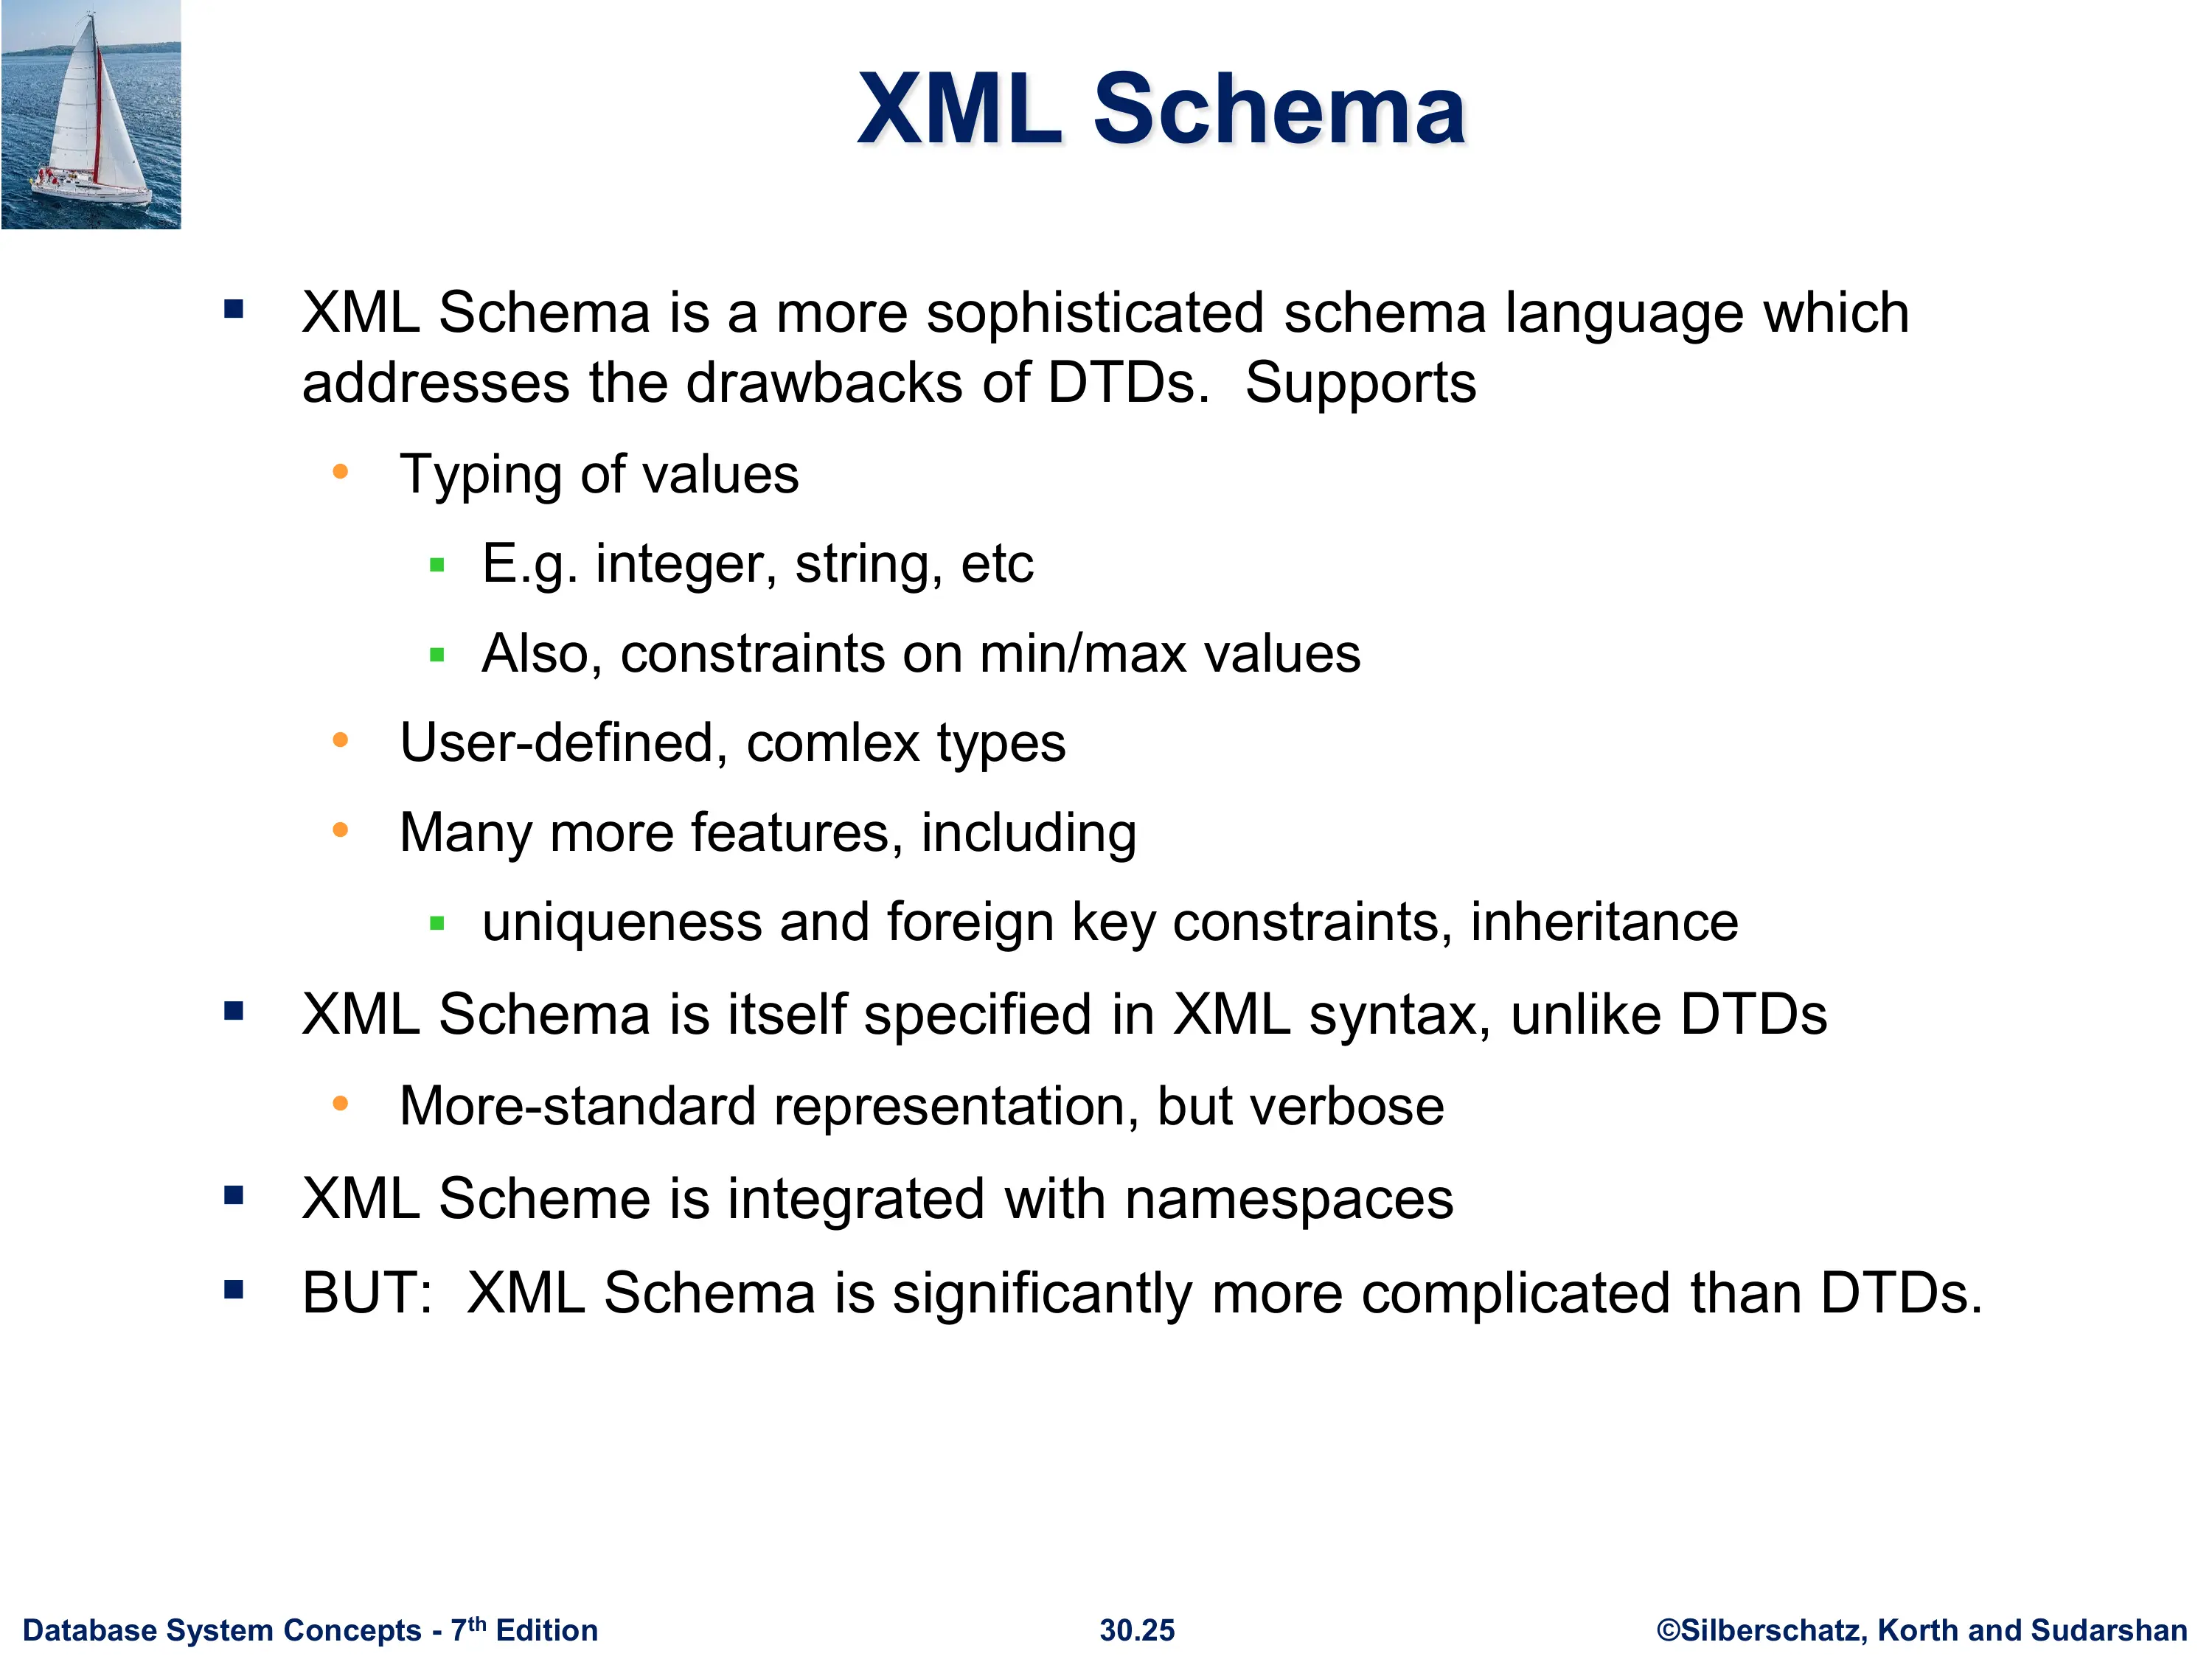 XML Schema
XML Schema is a more sophisticated schema language which
addresses the drawbacks of DTDs.  Supports
Typing of values
E.g. integer, string, etc
Also, constraints on min/max values
User-defined, comlex types
Many more features, including
uniqueness and foreign key constraints, inheritance
XML Schema is itself specified in XML syntax, unlike DTDs
More-standard representation, but verbose
XML Scheme is integrated with namespaces
BUT:  XML Schema is significantly more complicated than DTDs.
Database System Concepts - 7th Edition
30.25
©Silberschatz, Korth and Sudarshan